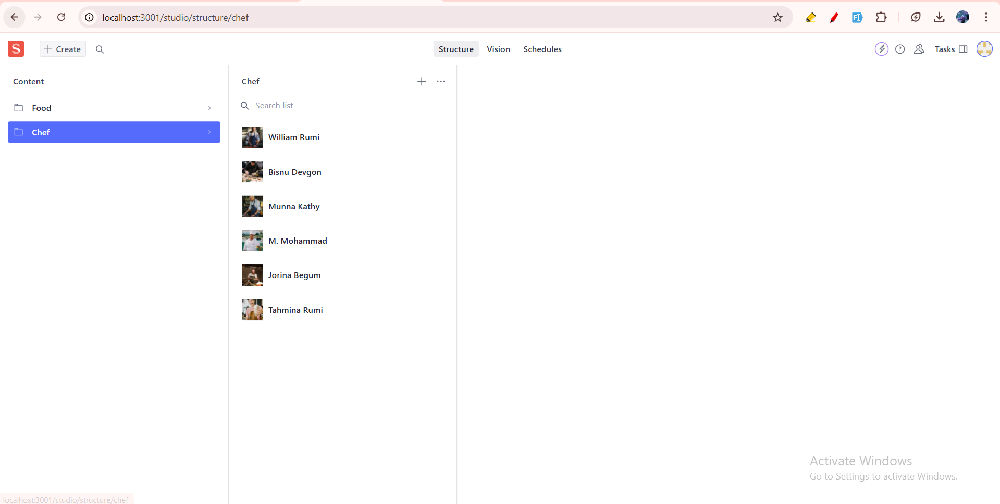 localhost:3001/studio/structure/chef
S
Create
Structure
Vision
Schedules
Tasks
Content
Food
Chef
Chef
Search list
William Rumi
Bisnu Devgon
Munna Kathy
M. Mohammad
Jorina Begum
Tahmina Rumi
Activate Windows
Go to Settings to activate Windows.
localhost:3001/studio/structure/chef